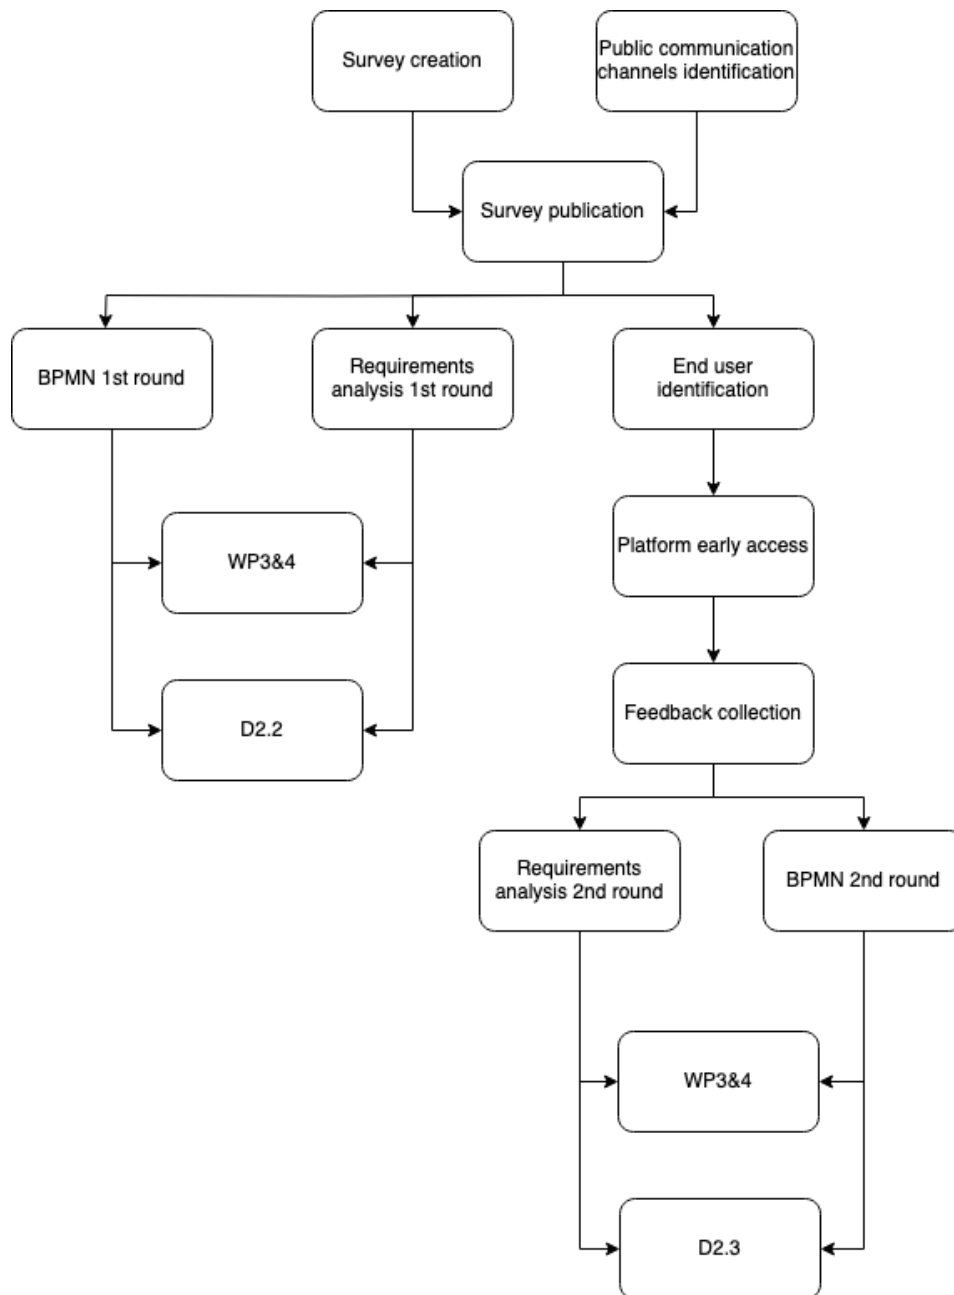 Survey creation
Public communication
channels identification
Survey publication
BPMN 1st round
Requirements
analysis 1st round
End user
identification
Platform early access
WP3&4
Feedback collection
D2.2
Requirements
analysis 2nd round
BPMN 2nd round
WP3&4
D2.3